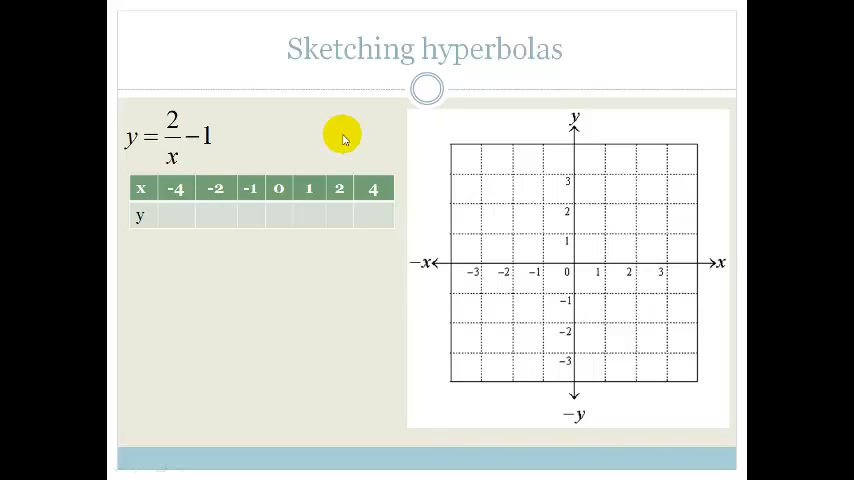 Sketching hyperbolas
y = 2/x − 1
x -4 -2 -1 0 1 2 4
y
y
3
2
1
−x −3 −2 −1 0 1 2 3 x
−1
−2
−3
−y